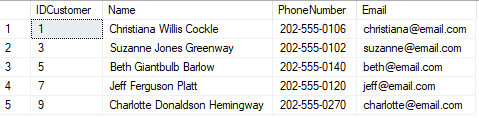 IDCustomer Name PhoneNumber Email
1 1 Christiana Willis Cockle 202-555-0106 christiana@email.com
2 3 Suzanne Jones Greenway 202-555-0102 suzanne@email.com
3 5 Beth Giantbulb Barlow 202-555-0140 beth@email.com
4 7 Jeff Ferguson Platt 202-555-0120 jeff@email.com
5 9 Charlotte Donaldson Hemingway 202-555-0270 charlotte@email.com